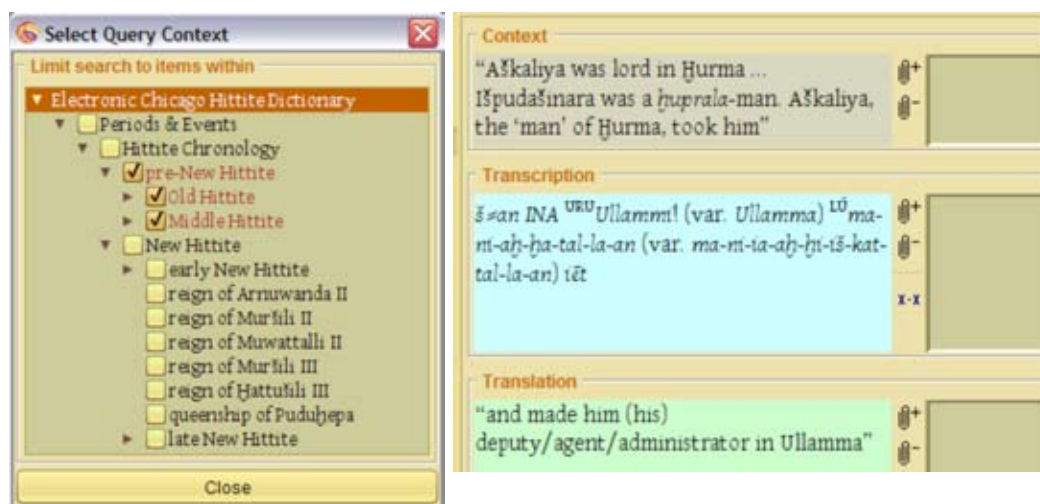 Select Query Context
Limit search to items within
Electronic Chicago Hittite Dictionary
Periods & Events
Hittite Chronology
pre-New Hittite
Old Hittite
Middle Hittite
New Hittite
early New Hittite
reign of Arnuwanda II
reign of Muršili II
reign of Muwattalli II
reign of Muršili III
reign of Ḫattušili III
queenship of Puduḫepa
late New Hittite
Close
Context
“Aškaliya was lord in Ḫurma ...
Išpudašinara was a ḫuprala-man. Aškaliya,
the ‘man’ of Ḫurma, took him”
Transcription
š≠an INA URUUllammi! (var. Ullamma) LÚma-
ni-aḫ-ḫa-tal-la-an (var. ma-ni-ia-aḫ-ḫi-iš-kat-
tal-la-an) iēt
x-x
Translation
“and made him (his)
deputy/agent/administrator in Ullamma”